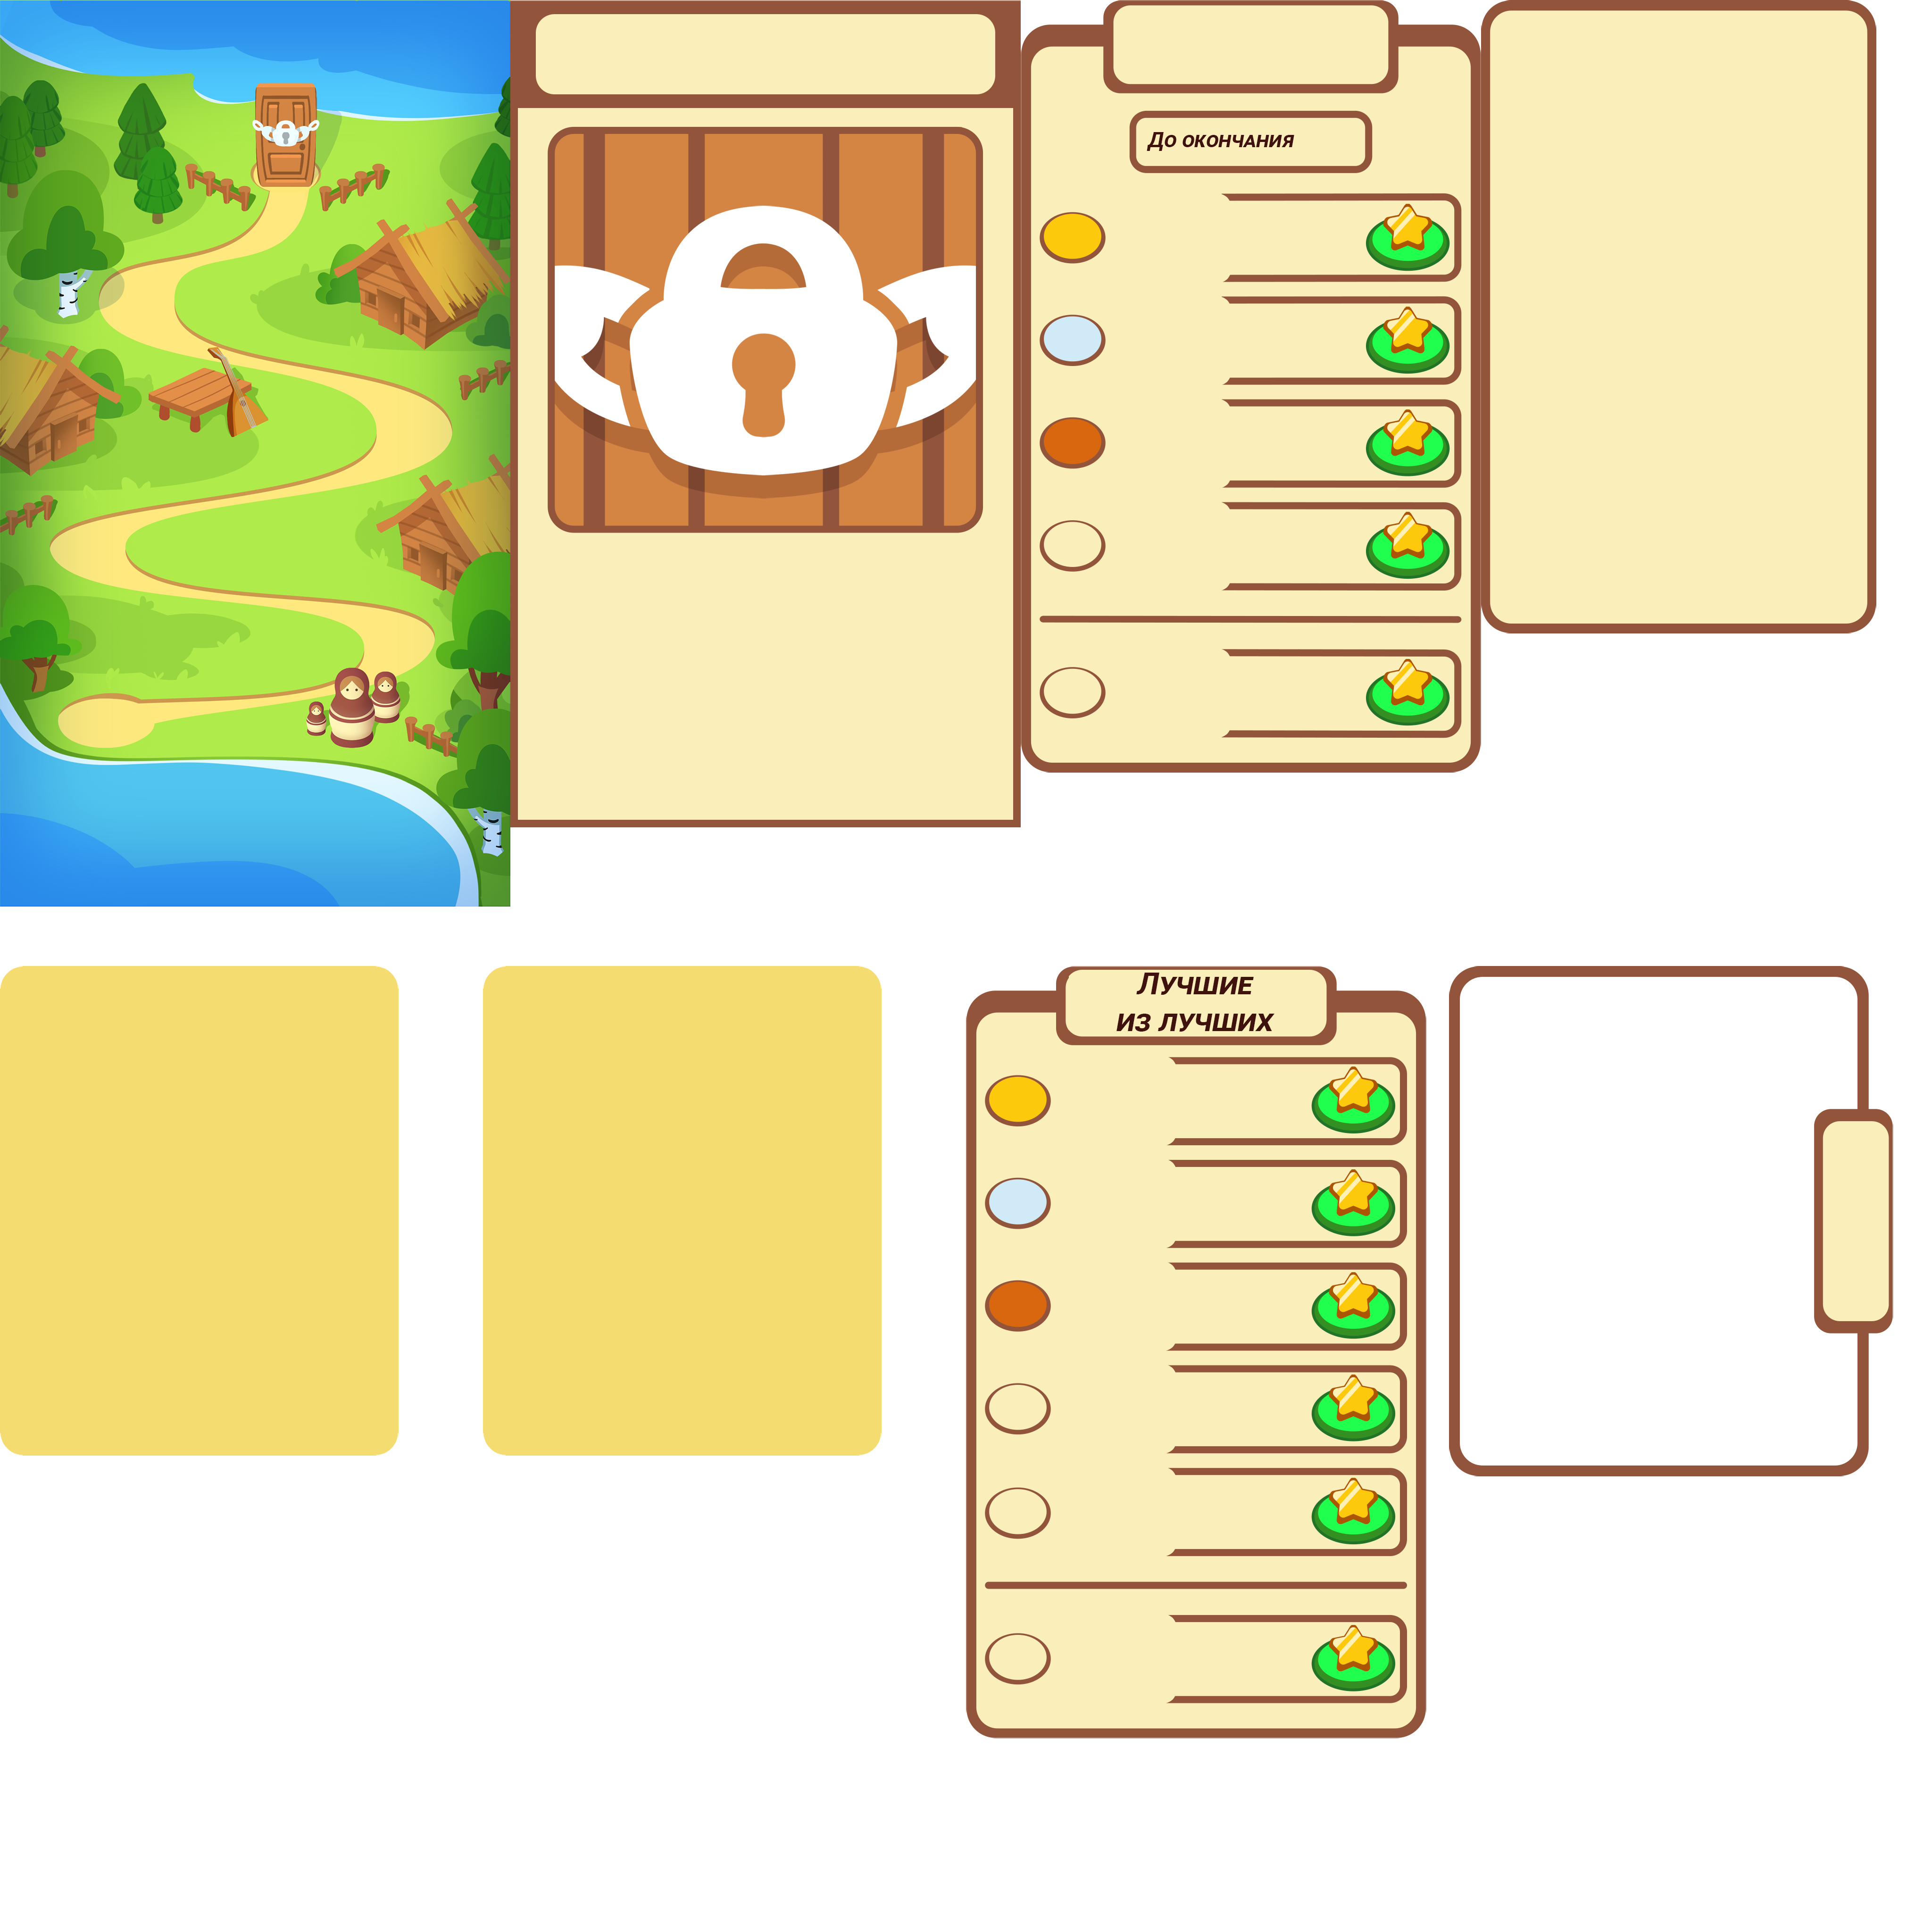 До окончания
Лучшие
из лучших